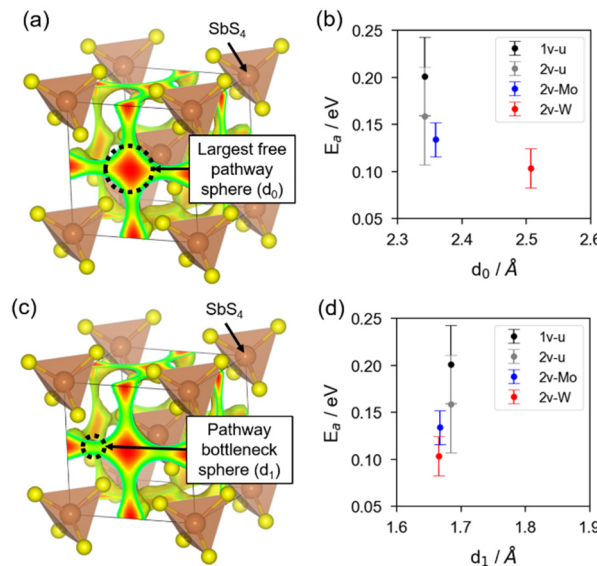 (a)
SbS4
Largest free
pathway
sphere (d0)
(b)
Ea / eV
0.25
0.20
0.15
0.10
0.05
1v-u
2v-u
2v-Mo
2v-W
2.3 2.4 2.5 2.6
d0 / Å
(c)
SbS4
Pathway
bottleneck
sphere (d1)
(d)
Ea / eV
0.25
0.20
0.15
0.10
0.05
1v-u
2v-u
2v-Mo
2v-W
1.6 1.7 1.8 1.9
d1 / Å